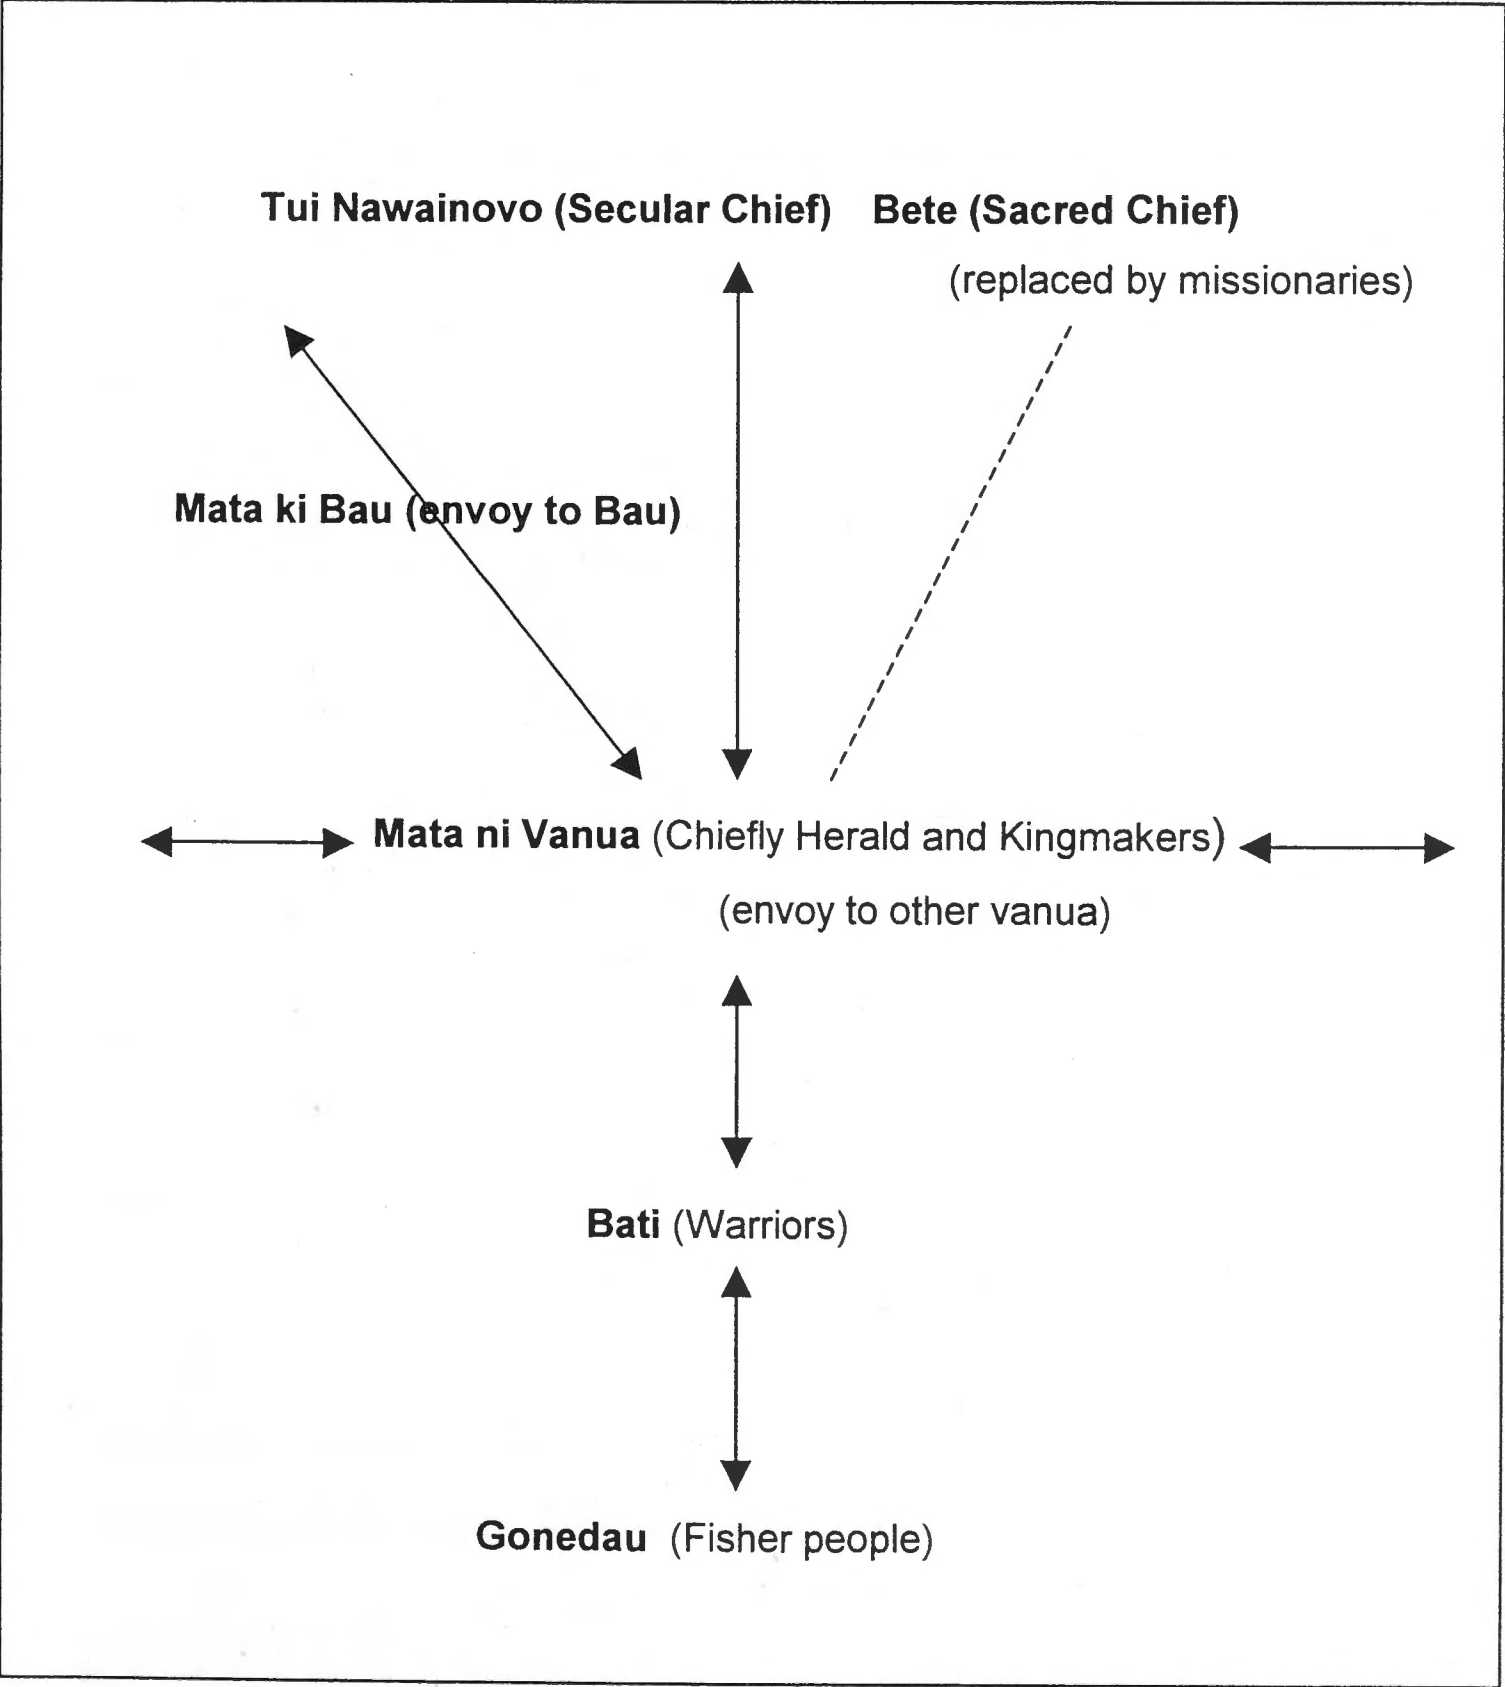 Tui Nawainovo (Secular Chief) Bete (Sacred Chief)
(replaced by missionaries)
Mata ki Bau (envoy to Bau)
Mata ni Vanua (Chiefly Herald and Kingmakers)
(envoy to other vanua)
Bati (Warriors)
Gonedau (Fisher people)